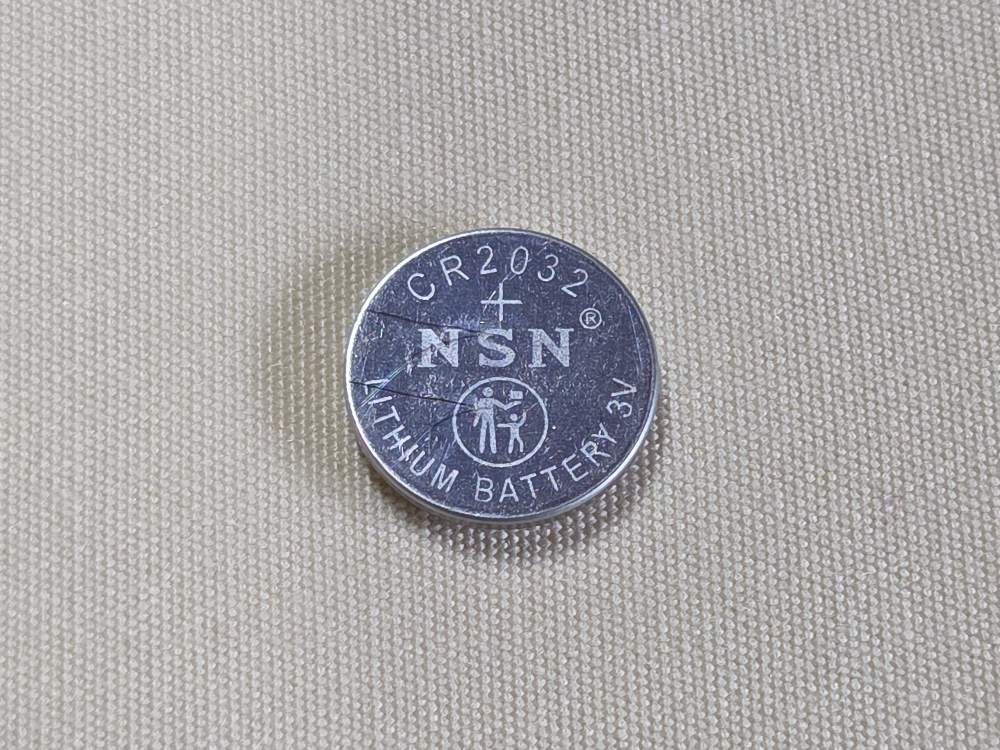 CR2032
+
NSN®
LITHIUM BATTERY 3V